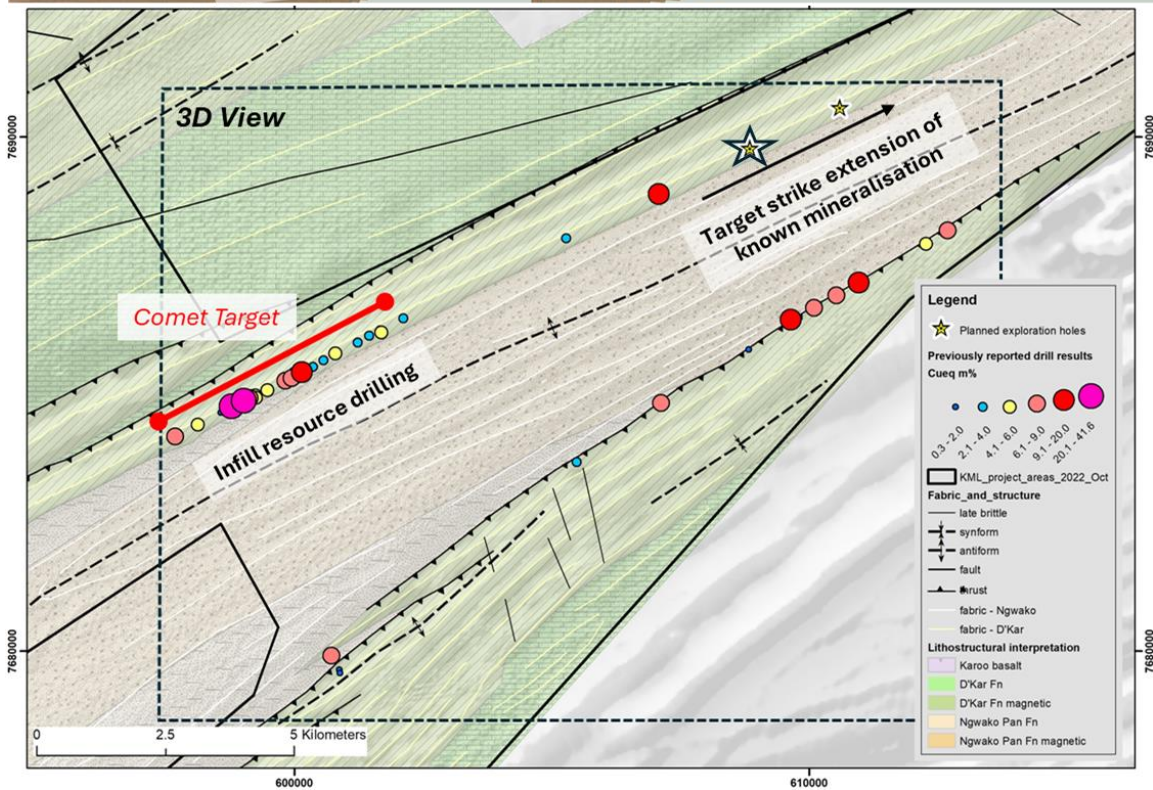 3D View
Target strike extension of
known mineralisation
Comet Target
Infill resource drilling
7690000
7690000
7680000
7680000
600000
610000
0
2.5
5 Kilometers
Legend
Planned exploration holes
Previously reported drill results
Cueq m%
0.3 - 2.0
2.1 - 4.0
4.1 - 6.0
6.1 - 9.0
9.1 - 20.0
20.1 - 41.6
KML_project_areas_2022_Oct
Fabric_and_structure
late brittle
synform
antiform
fault
thrust
fabric - Ngwako
fabric - D'Kar
Lithostructural interpretation
Karoo basalt
D'Kar Fn
D'Kar Fn magnetic
Ngwako Pan Fn
Ngwako Pan Fn magnetic